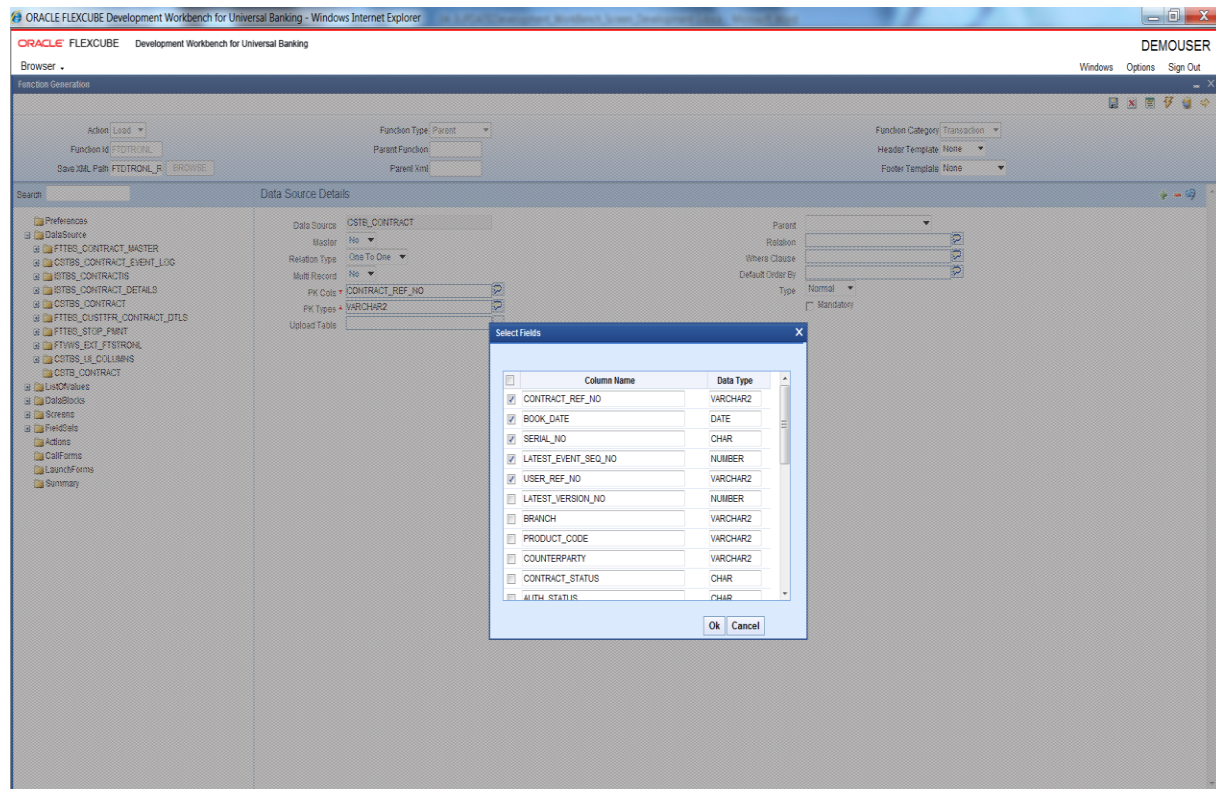 ORACLE FLEXCUBE Development Workbench for Universal Banking - Windows Internet Explorer
ORACLE FLEXCUBE Development Workbench for Universal Banking DEMOUSER
Browser Windows Options Sign Out
Function Generation
Action Load Function Type Parent Function Category Transaction
Function Id FTDTRONL Parent Function Header Template None
Save XML Path FTDTRONL_R BROWSE Parent Xml Footer Template None
Search Data Source Details
Preferences
DataSource
FTTBS_CONTRACT_MASTER
CSTBS_CONTRACT_EVENT_LOG
ISTBS_CONTRACTIS
ISTBS_CONTRACT_DETAILS
CSTBS_CONTRACT
FTTBS_CUSTTFR_CONTRACT_DTLS
FTTBS_STOP_PMNT
FTVWS_EXT_FTSTRONL
CSTBS_UI_COLUMNS
CSTB_CONTRACT
ListOfValues
DataBlocks
Screens
FieldSets
Actions
CallForms
LaunchForms
Summary
Data Source CSTB_CONTRACT Parent
Master No Relation
Relation Type One To One Where Clause
Multi Record No Default Order By
PK Cols * CONTRACT_REF_NO Type Normal
PK Types * VARCHAR2 Mandatory
Upload Table
Select Fields X
Column Name Data Type
CONTRACT_REF_NO VARCHAR2
BOOK_DATE DATE
SERIAL_NO CHAR
LATEST_EVENT_SEQ_NO NUMBER
USER_REF_NO VARCHAR2
LATEST_VERSION_NO NUMBER
BRANCH VARCHAR2
PRODUCT_CODE VARCHAR2
COUNTERPARTY VARCHAR2
CONTRACT_STATUS CHAR
AUTH_STATUS CHAR
Ok Cancel